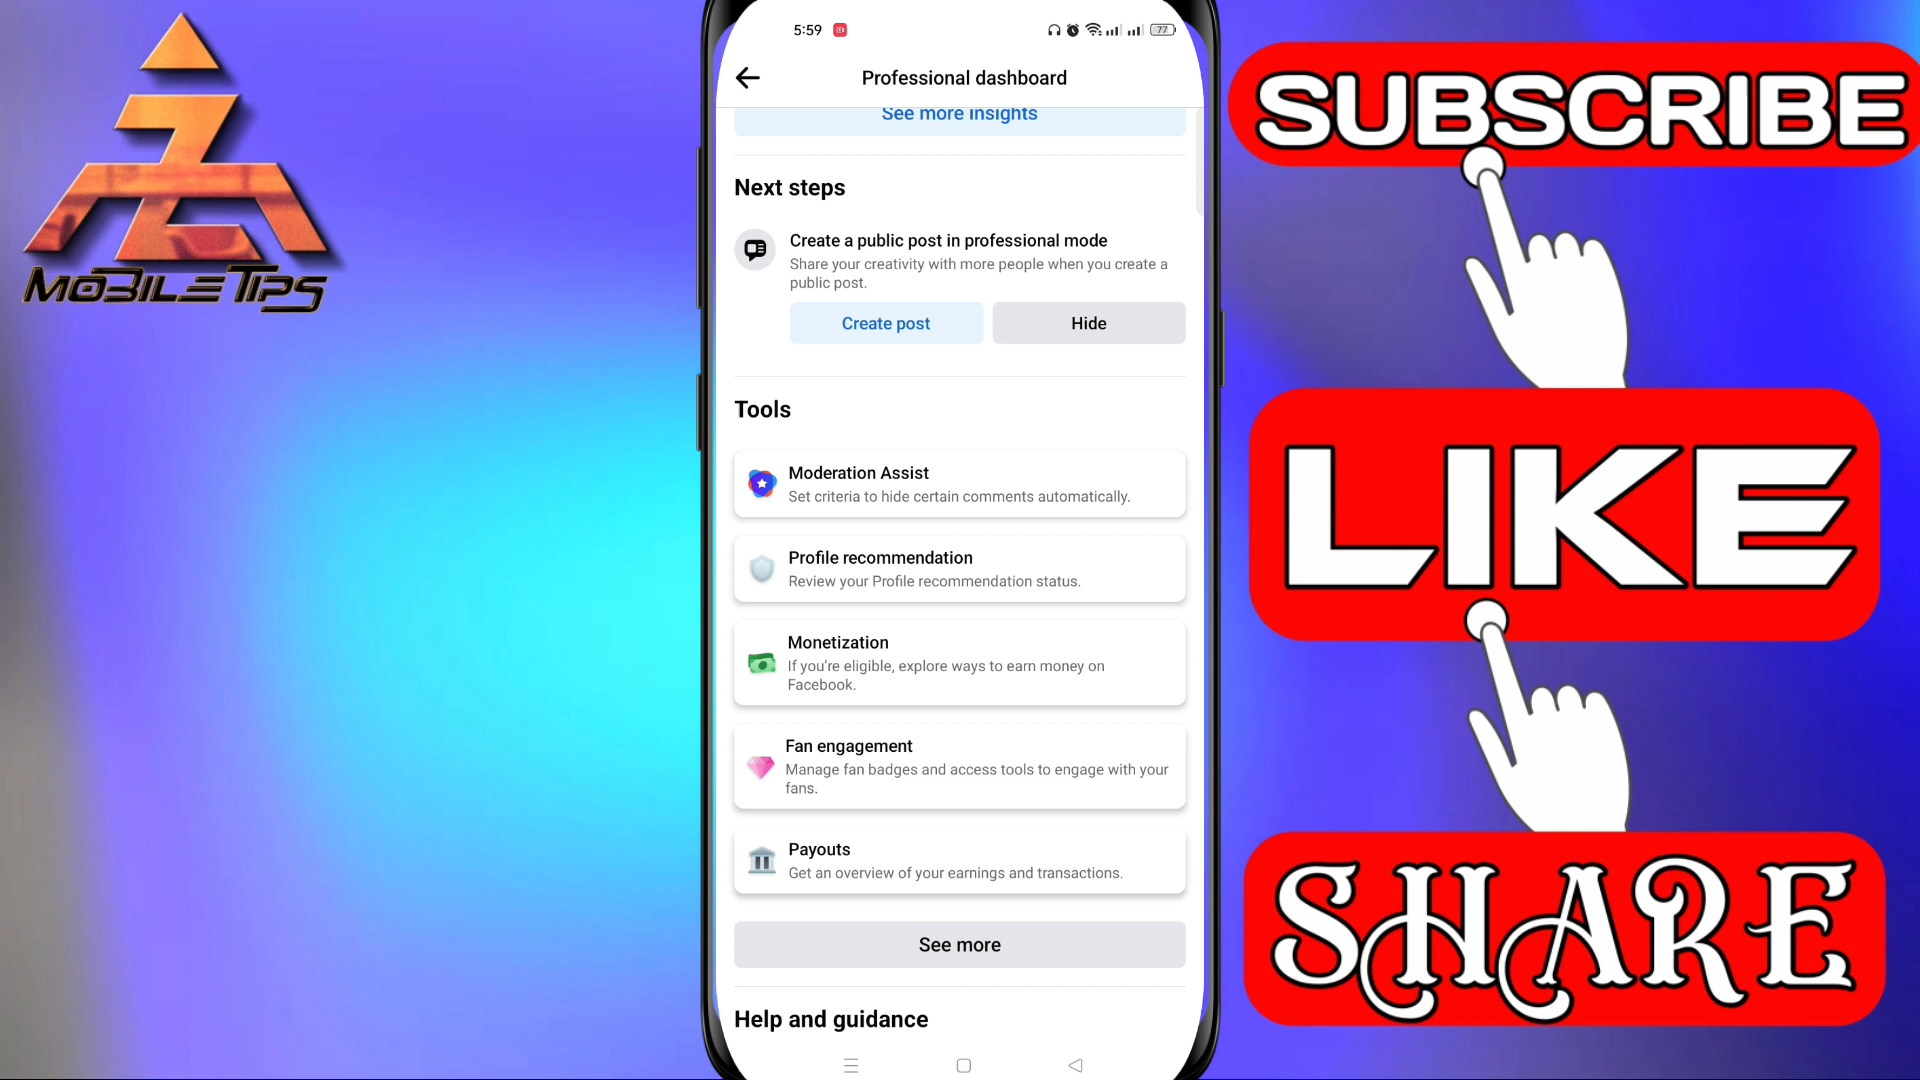 MOBILE TIPS
5:59
77
Professional dashboard
See more insights
Next steps
Create a public post in professional mode
Share your creativity with more people when you create a
public post.
Create post
Hide
Tools
Moderation Assist
Set criteria to hide certain comments automatically.
Profile recommendation
Review your Profile recommendation status.
Monetization
If you're eligible, explore ways to earn money on
Facebook.
Fan engagement
Manage fan badges and access tools to engage with your
fans.
Payouts
Get an overview of your earnings and transactions.
See more
Help and guidance
SUBSCRIBE
LIKE
SHARE